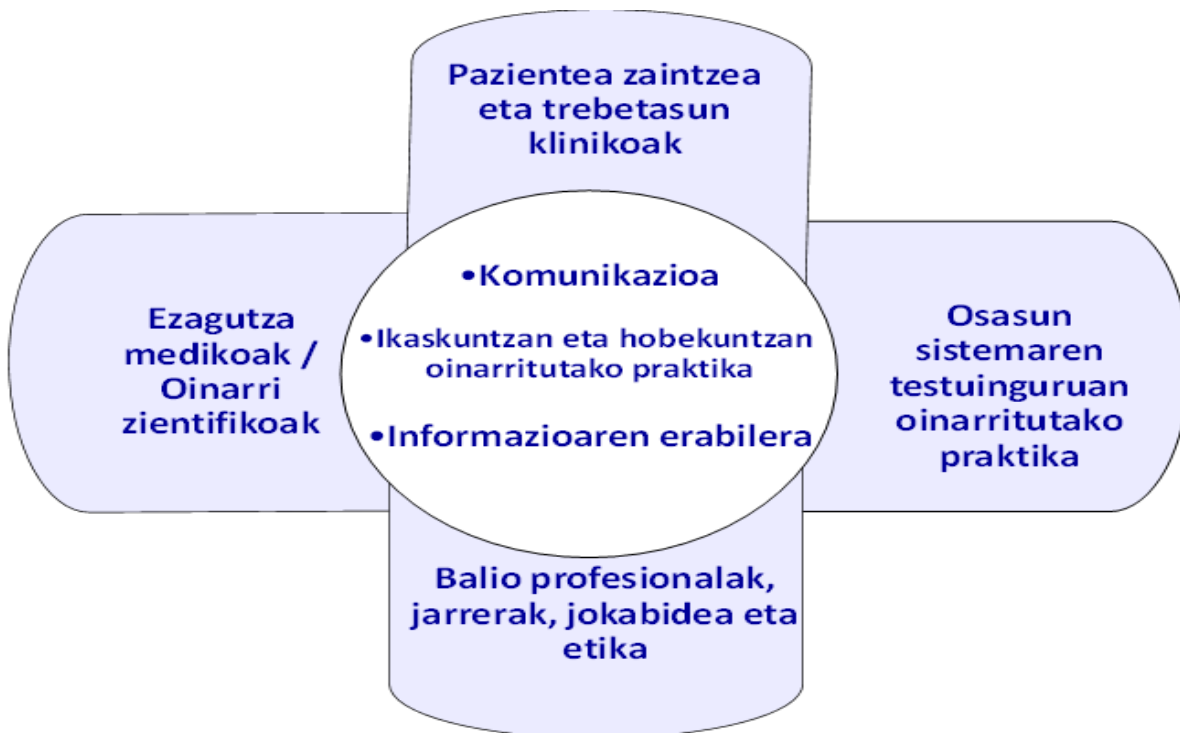 Pazientea zaintzea
eta trebetasun
klinikoak
Ezagutza
medikoak /
Oinarri
zientifikoak
•Komunikazioa
•Ikaskuntzan eta hobekuntzan
oinarritutako praktika
•Informazioaren erabilera
Osasun
sistemaren
testuinguruan
oinarritutako
praktika
Balio profesionalak,
jarrerak, jokabidea eta
etika